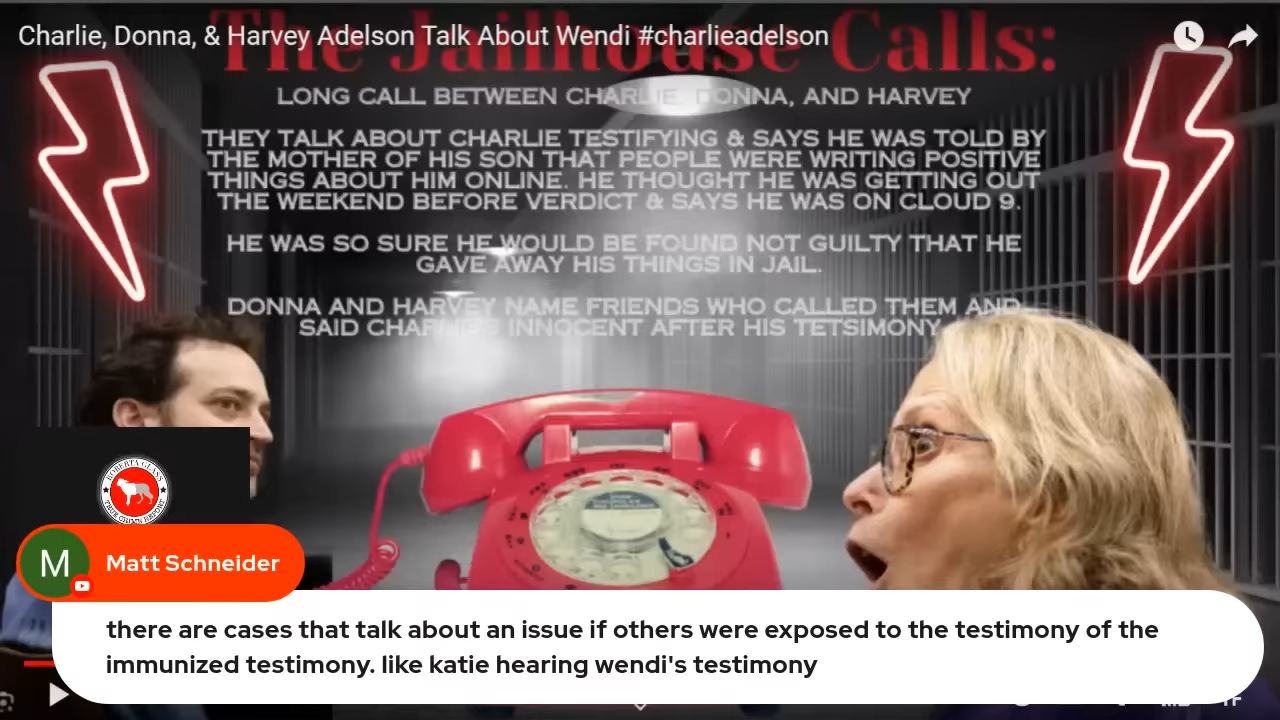 Charlie, Donna, & Harvey Adelson Talk About Wendi #charlieadelson
The Jailhouse Calls:
LONG CALL BETWEEN CHARLIE, DONNA, AND HARVEY
THEY TALK ABOUT CHARLIE TESTIFYING & SAYS HE WAS TOLD BY
THE MOTHER OF HIS SON THAT PEOPLE WERE WRITING POSITIVE
THINGS ABOUT HIM ONLINE. HE THOUGHT HE WAS GETTING OUT
THE WEEKEND BEFORE VERDICT & SAYS HE WAS ON CLOUD 9.
HE WAS SO SURE HE WOULD BE FOUND NOT GUILTY THAT HE
GAVE AWAY HIS THINGS IN JAIL.
DONNA AND HARVEY NAME FRIENDS WHO CALLED THEM AND
SAID CHARLIE'S INNOCENT AFTER HIS TETSIMONY.
ROBERTA GLASS
TRUE CRIME REPORT
M
Matt Schneider
there are cases that talk about an issue if others were exposed to the testimony of the
immunized testimony. like katie hearing wendi's testimony